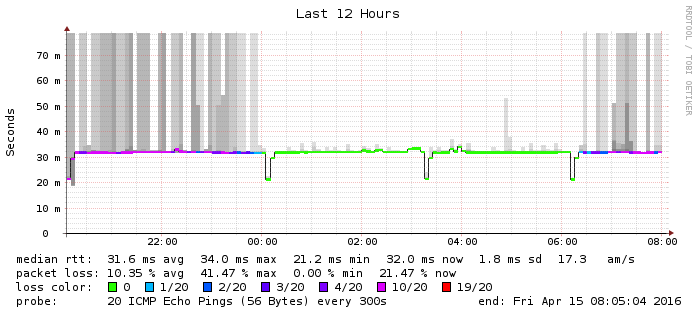 Last 12 Hours
RRDTOOL / TOBI OETIKER
Seconds
70 m
60 m
50 m
40 m
30 m
20 m
10 m
0
22:00 00:00 02:00 04:00 06:00 08:00
median rtt: 31.6 ms avg 34.0 ms max 21.2 ms min 32.0 ms now 1.8 ms sd 17.3 am/s
packet loss: 10.35 % avg 41.47 % max 0.00 % min 21.47 % now
loss color: 0 1/20 2/20 3/20 4/20 10/20 19/20
probe: 20 ICMP Echo Pings (56 Bytes) every 300s end: Fri Apr 15 08:05:04 2016